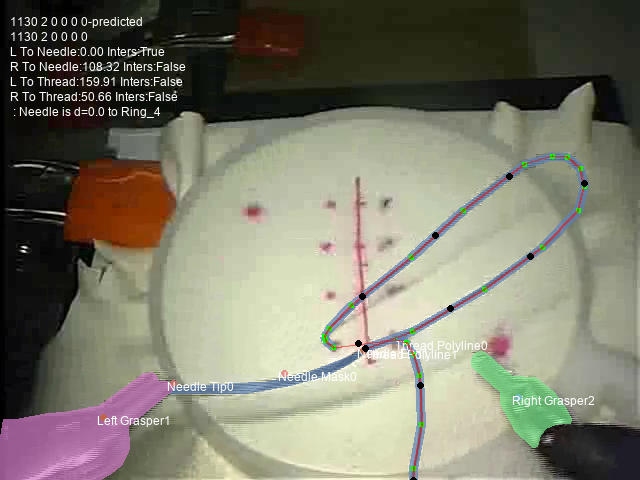 1130 2 0 0 0 0-predicted
1130 2 0 0 0 0
L To Needle:0.00 Inters:True
R To Needle:108.32 Inters:False
L To Thread:159.91 Inters:False
R To Thread:50.66 Inters:False
: Needle is d=0.0 to Ring_4
Thread Polyline0
Polyline1
Needle Mask0
Needle Tip0
Right Grasper2
Left Grasper1